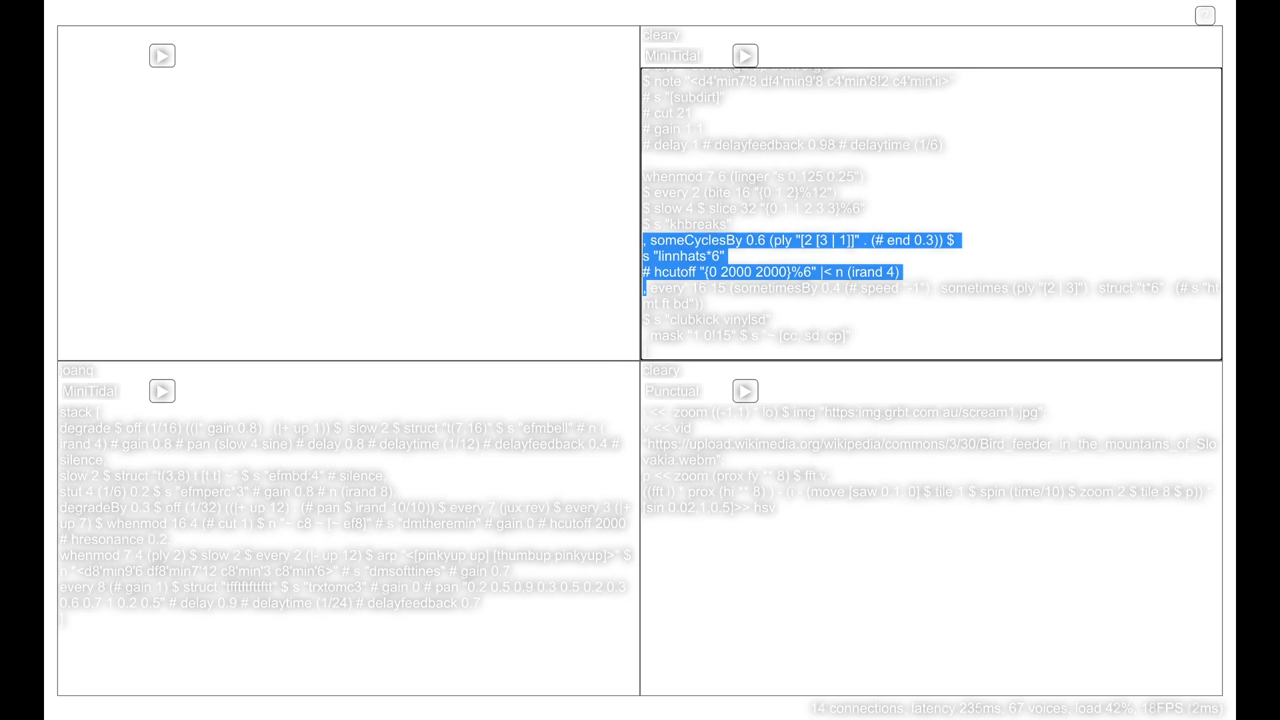 cleary
MiniTidal
$ note "<d4'min7'8 df4'min9'8 c4'min'8!2 c4'min'ii>"
# s "[subdirt]"
# cut 21
# gain 1.1
# delay 1 # delayfeedback 0.98 # delaytime (1/6)
whenmod 7 6 (linger "s 0.125 0.25")
$ every 2 (bite 16 "{0 1 2}%12")
$ slow 4 $ slice 32 "{0 1 1 2 3 3}%6"
$ s "khbreaks"
, someCyclesBy 0.6 (ply "[2 [3 | 1]]" . (# end 0.3)) $
s "linnhats*6"
# hcutoff "{0 2000 2000}%6" |< n (irand 4)
, every' 16 15 (sometimesBy 0.4 (# speed "-1") . sometimes (ply "[2 | 3]") . struct "t*6" . (# s "ht
mt ft bd"))
$ s "clubkick vinylsd"
, mask "1 0!15" $ s "~ [cc, sd, cp]"
]
MiniTidal
stack [
degrade $ off (1/16) ((|* gain 0.8) . (|+ up 1)) $ slow 2 $ struct "t(7,16)" $ s "efmbell" # n (
irand 4) # gain 0.8 # pan (slow 4 sine) # delay 0.8 # delaytime (1/12) # delayfeedback 0.4 #
silence,
slow 2 $ struct "t(3,8) t [t t] ~" $ s "efmbd:4" # silence,
stut 4 (1/6) 0.2 $ s "efmperc*3" # gain 0.8 # n (irand 8),
degradeBy 0.3 $ off (1/32) ((|+ up 12) . (# pan $ irand 10/10)) $ every 7 (jux rev) $ every 3 ((|+
up 7) $ whenmod 16 4 (# cut 1) $ n "~ c8 ~ [~ ef8]" # s "dmtheremin" # gain 0 # hcutoff 2000
# hresonance 0.2,
whenmod 7 4 (ply 2) $ slow 2 $ every 2 (|- up 12) $ arp "<[pinkyup up] [thumbup pinkyup]>" $
n "<d8'min9'6 df8'min7'12 c8'min'3 c8'min'6>" # s "dmsofttines" # gain 0.7,
every 8 (# gain 1) $ struct "tfftftfttftt" $ s "trxtomc3" # gain 0 # pan "0.2 0.5 0.9 0.3 0.5 0.2 0.3
0.6 0.7 1 0.2 0.5" # delay 0.9 # delaytime (1/24) # delayfeedback 0.7
]
cleary
Punctual
i << zoom ((-1,1) * lo) $ img "https:img.grbt.com.au/scream1.jpg";
v << vid
"https://upload.wikimedia.org/wikipedia/commons/3/30/Bird_feeder_in_the_mountains_of_Slo
vakia.webm";
p << zoom (prox fy ** 8) $ fit v;
((fft i) * prox (hi ** 8) ) - (i - (move [saw 0.1, 0] $ tile 1 $ spin (time/10) $ zoom 2 $ tile 8 $ p)) *
[sin 0.02,1,0.5]>> hsv
14 connections, latency 235ms, 67 voices, load 42%, 18FPS (2ms)